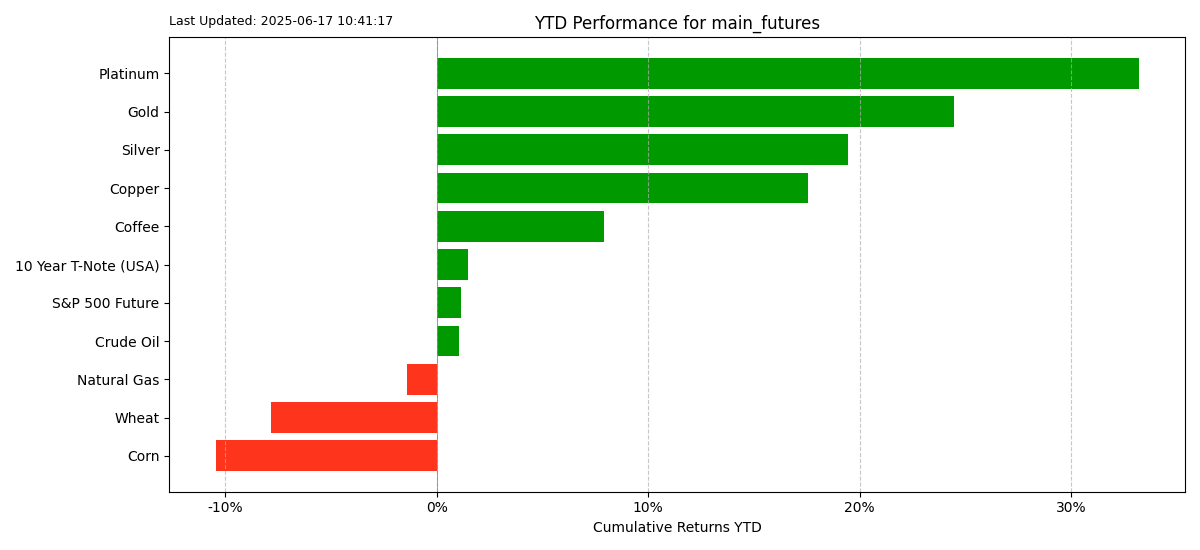 Last Updated: 2025-06-17 10:41:17
YTD Performance for main_futures
Platinum
Gold
Silver
Copper
Coffee
10 Year T-Note (USA)
S&P 500 Future
Crude Oil
Natural Gas
Wheat
Corn
-10% 0% 10% 20% 30%
Cumulative Returns YTD